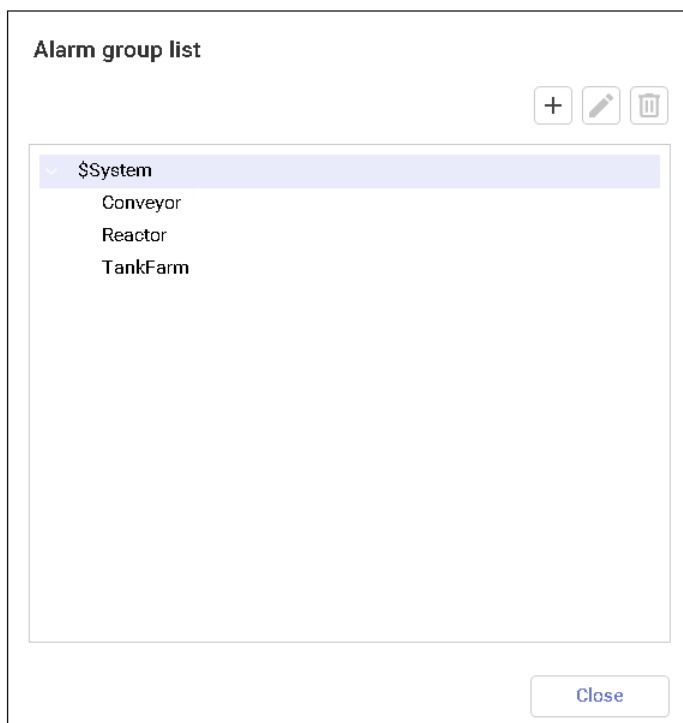 Alarm group list
$System
Conveyor
Reactor
TankFarm
Close